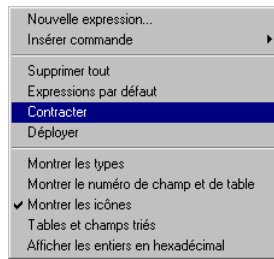 Nouvelle expression...
Insérer commande
Supprimer tout
Expressions par défaut
Contracter
Déployer
Montrer les types
Montrer le numéro de champ et de table
Montrer les icônes
Tables et champs triés
Afficher les entiers en hexadécimal